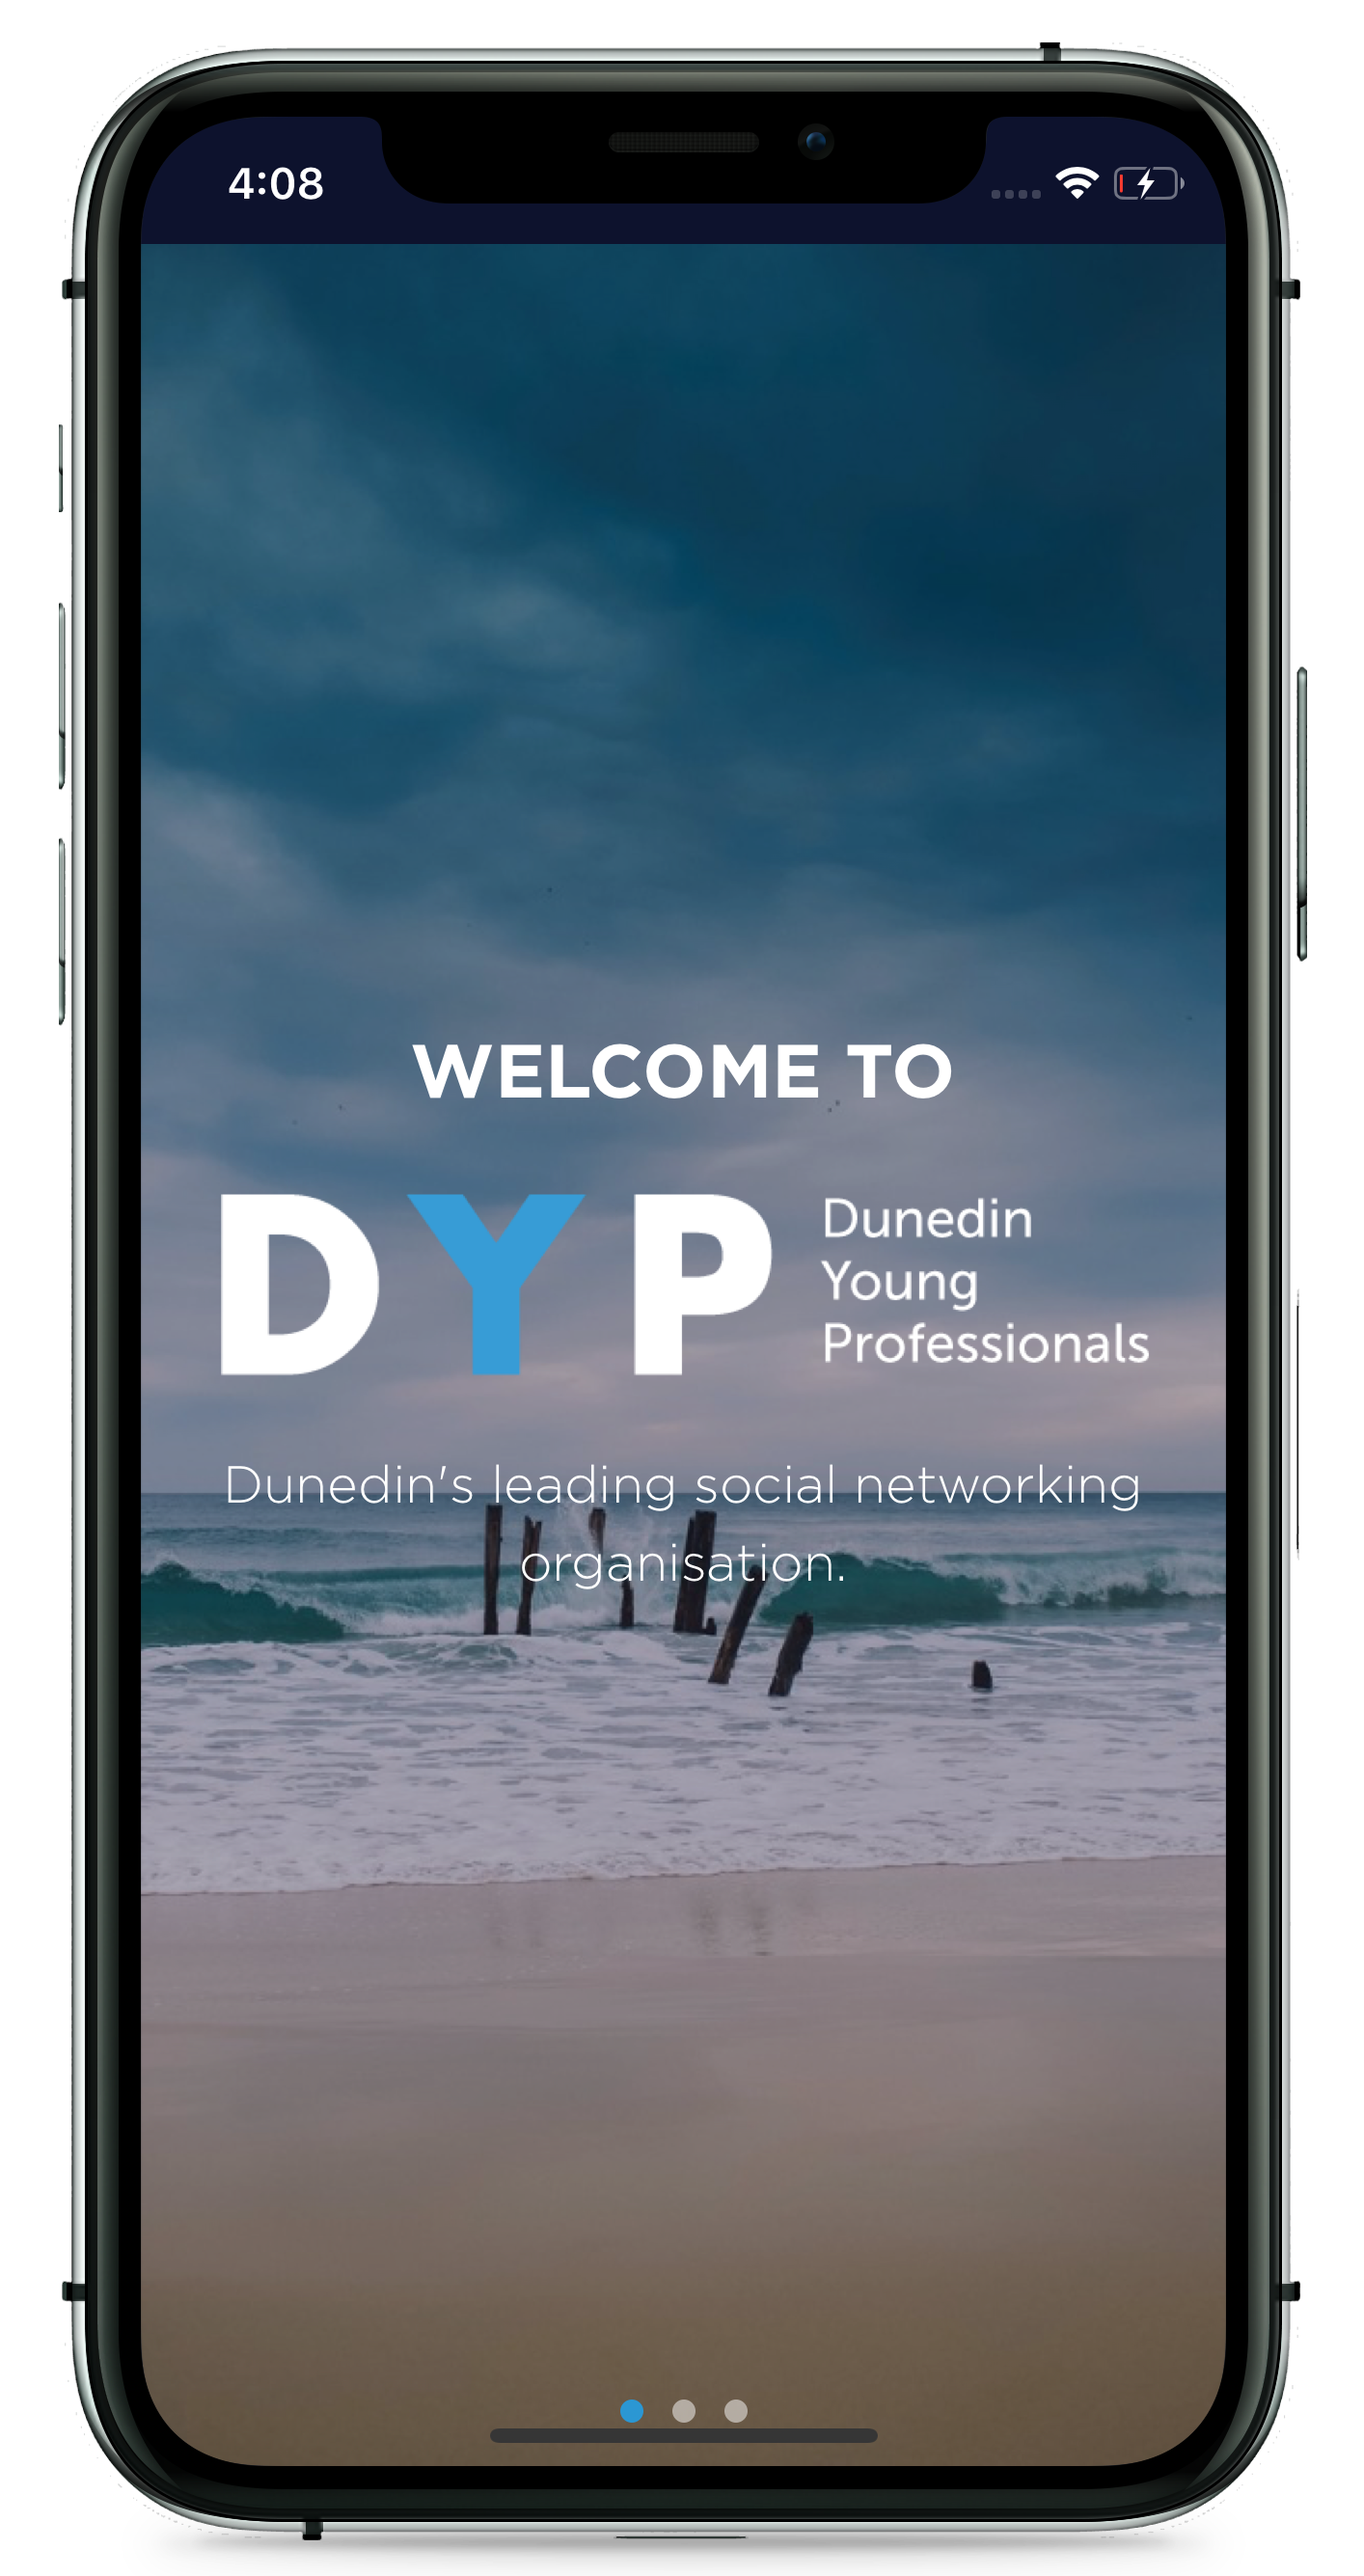 4:08
WELCOME TO
DYP
Dunedin
Young
Professionals
Dunedin's leading social networking
organisation.